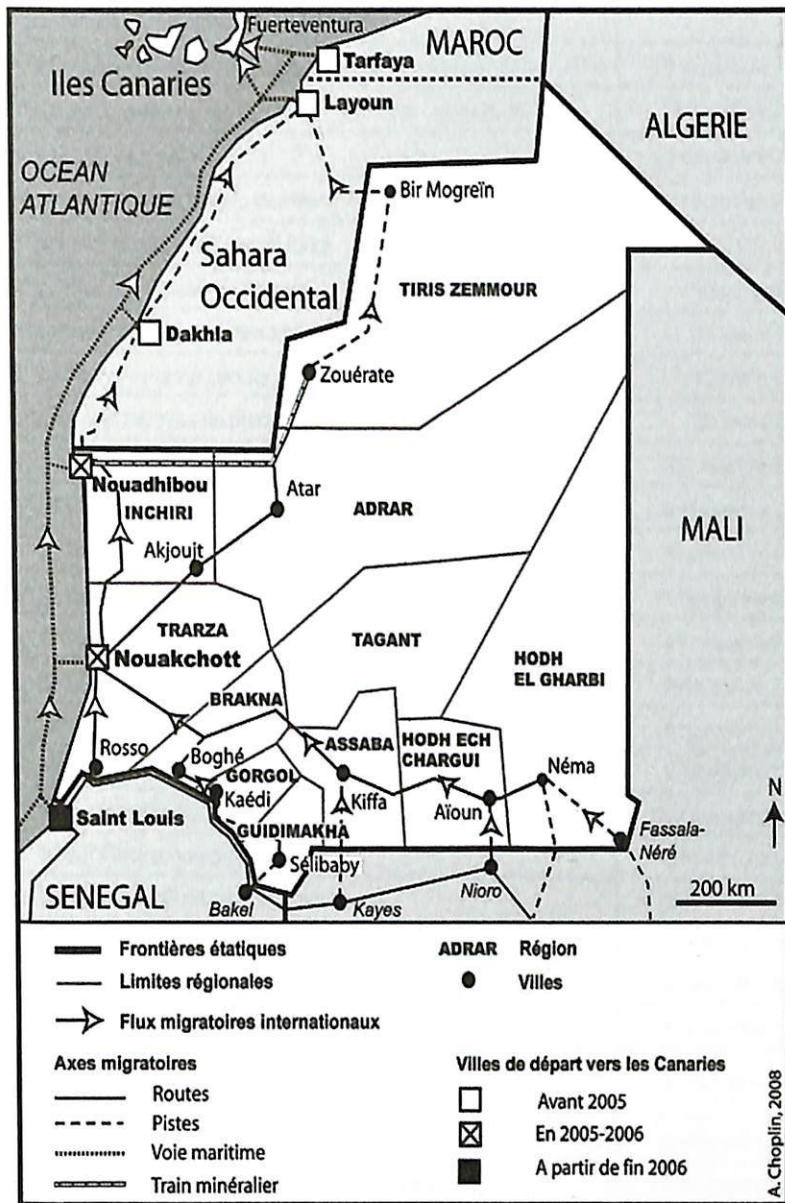 Fuerteventura
MAROC
Tarfaya
Iles Canaries
Layoun
ALGERIE
OCEAN
ATLANTIQUE
Bir Mogreïn
Sahara
Occidental
TIRIS ZEMMOUR
Dakhla
Zouérate
Nouadhibou
INCHIRI
Atar
ADRAR
MALI
Akjouit
TRARZA
TAGANT
Nouakchott
HODH
EL GHARBI
BRAKNA
Rosso
Boghé
ASSABA
HODH ECH
CHARGUI
Néma
GORGOL
Kaédi
Kiffa
Aïoun
N
Saint Louis
GUIDIMAKHA
Fassala-
Néré
Sélibaby
SENEGAL
Bakel
Kayes
Nioro
200 km
Frontières étatiques
ADRAR Région
Limites régionales
Villes
Flux migratoires internationaux
Axes migratoires
Routes
Pistes
Voie maritime
Train minéralier
Villes de départ vers les Canaries
Avant 2005
En 2005-2006
A partir de fin 2006
A. Choplin, 2008